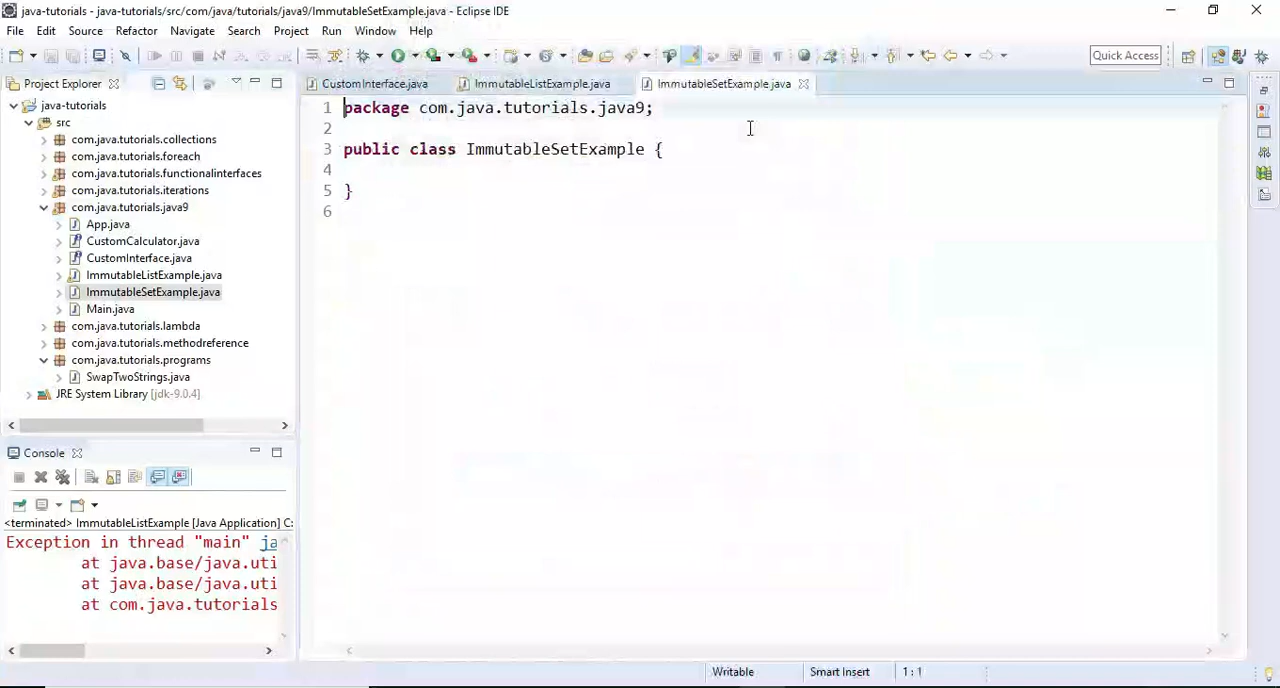 java-tutorials - java-tutorials/src/com/java/tutorials/java9/ImmutableSetExample.java - Eclipse IDE
File Edit Source Refactor Navigate Search Project Run Window Help
Quick Access
Project Explorer
java-tutorials
src
com.java.tutorials.collections
com.java.tutorials.foreach
com.java.tutorials.functionalinterfaces
com.java.tutorials.iterations
com.java.tutorials.java9
App.java
CustomCalculator.java
CustomInterface.java
ImmutableListExample.java
ImmutableSetExample.java
Main.java
com.java.tutorials.lambda
com.java.tutorials.methodreference
com.java.tutorials.programs
SwapTwoStrings.java
JRE System Library [jdk-9.0.4]
CustomInterface.java ImmutableListExample.java ImmutableSetExample.java
1 package com.java.tutorials.java9;
2
3 public class ImmutableSetExample {
4
5 }
6
Console
<terminated> ImmutableListExample [Java Application] C:
Exception in thread "main" ja
at java.base/java.uti
at java.base/java.uti
at com.java.tutorials
Writable Smart Insert 1 : 1